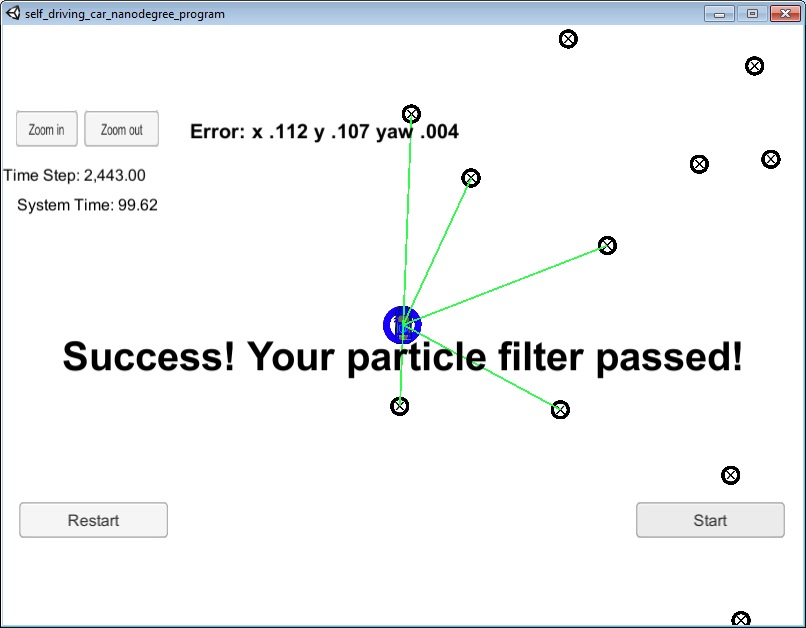 self_driving_car_nanodegree_program
Zoom in
Zoom out
Error: x .112 y .107 yaw .004
Time Step: 2,443.00
System Time: 99.62
Success! Your particle filter passed!
Restart
Start